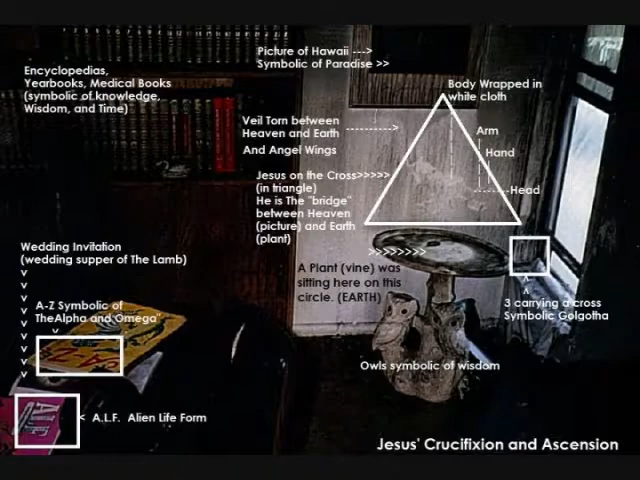 Picture of Hawaii --->
Symbolic of Paradise >>
Encyclopedias,
Yearbooks, Medical Books
(symbolic of knowledge,
Wisdom, and Time)
Body Wrapped in
white cloth
Veil Torn between
Heaven and Earth ---------->
And Angel Wings
Arm
Hand
Head
Jesus on the Cross>>>>>
(in triangle)
He is The "bridge"
between Heaven
(picture) and Earth
(plant)
>>>>>>>>
A Plant (vine) was
sitting here on this
circle. (EARTH)
Wedding Invitation
(wedding supper of The Lamb)
3 carrying a cross
Symbolic Golgotha
A-Z Symbolic of
TheAlpha and Omega"
A-Z
Owls symbolic of wisdom
ALF
< A.L.F. Alien Life Form
Jesus' Crucifixion and Ascension